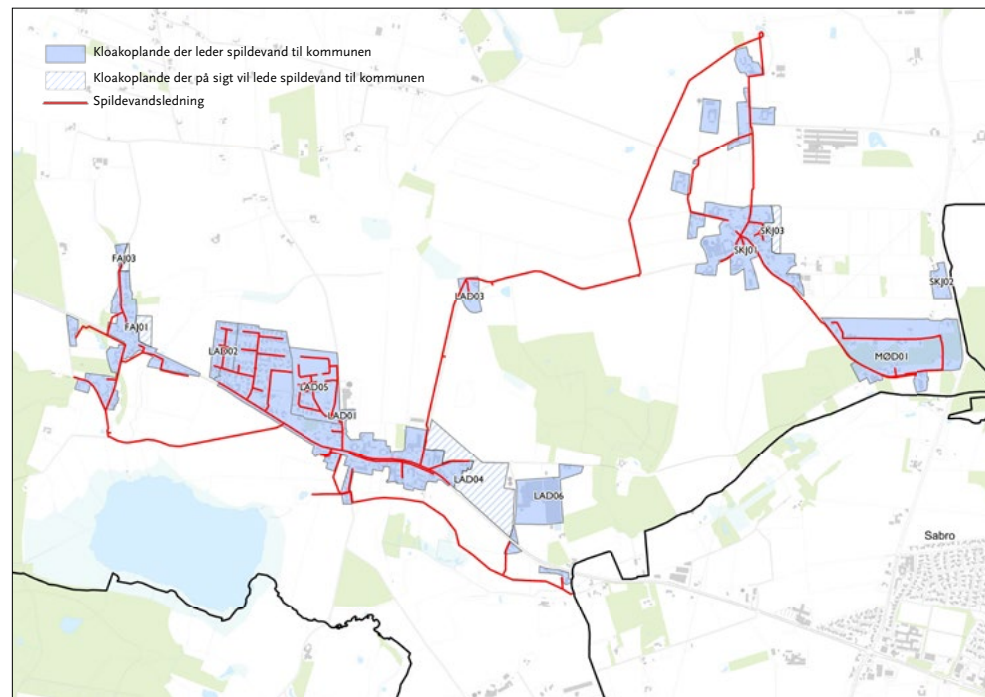 Kloakoplande der leder spildevand til kommunen
Kloakoplande der på sigt vil lede spildevand til kommunen
Spildevandsledning
SKJ03
SKJ01
FAJ03
SKJ02
LAD03
FAJ01
LAD02
MØD01
LAD05
LAD01
LAD04
LAD06
Sabro